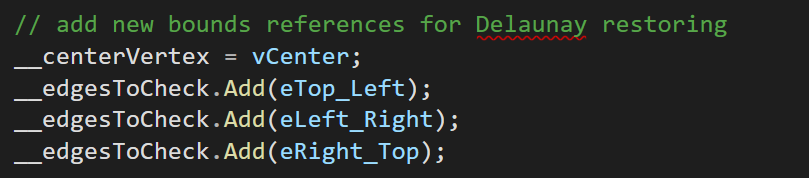 // add new bounds references for Delaunay restoring
__centerVertex = vCenter;
__edgesToCheck.Add(eTop_Left);
__edgesToCheck.Add(eLeft_Right);
__edgesToCheck.Add(eRight_Top);